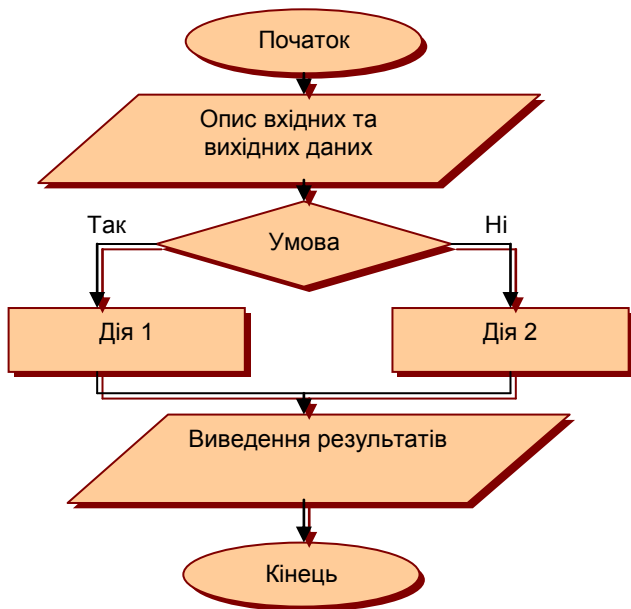 Початок
Опис вхідних та
вихідних даних
Так
Умова
Ні
Дія 1
Дія 2
Виведення результатів
Кінець